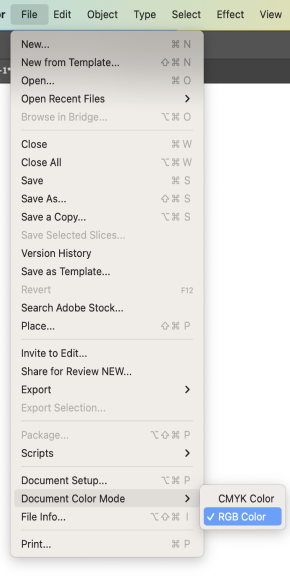 r File Edit Object Type Select Effect View
-1*
New... ⌘ N
New from Template... ⇧⌘ N
Open... ⌘ O
Open Recent Files >
Browse in Bridge... ⌥⌘ O
Close ⌘ W
Close All ⌥⌘ W
Save ⌘ S
Save As... ⇧⌘ S
Save a Copy... ⌥⌘ S
Save Selected Slices...
Version History
Save as Template...
Revert F12
Search Adobe Stock...
Place... ⇧⌘ P
Invite to Edit...
Share for Review NEW...
Export >
Export Selection...
Package... ⌥⇧⌘ P
Scripts >
Document Setup... ⌥⌘ P
Document Color Mode >
CMYK Color
✓ RGB Color
File Info... ⌥⇧⌘ I
Print... ⌘ P